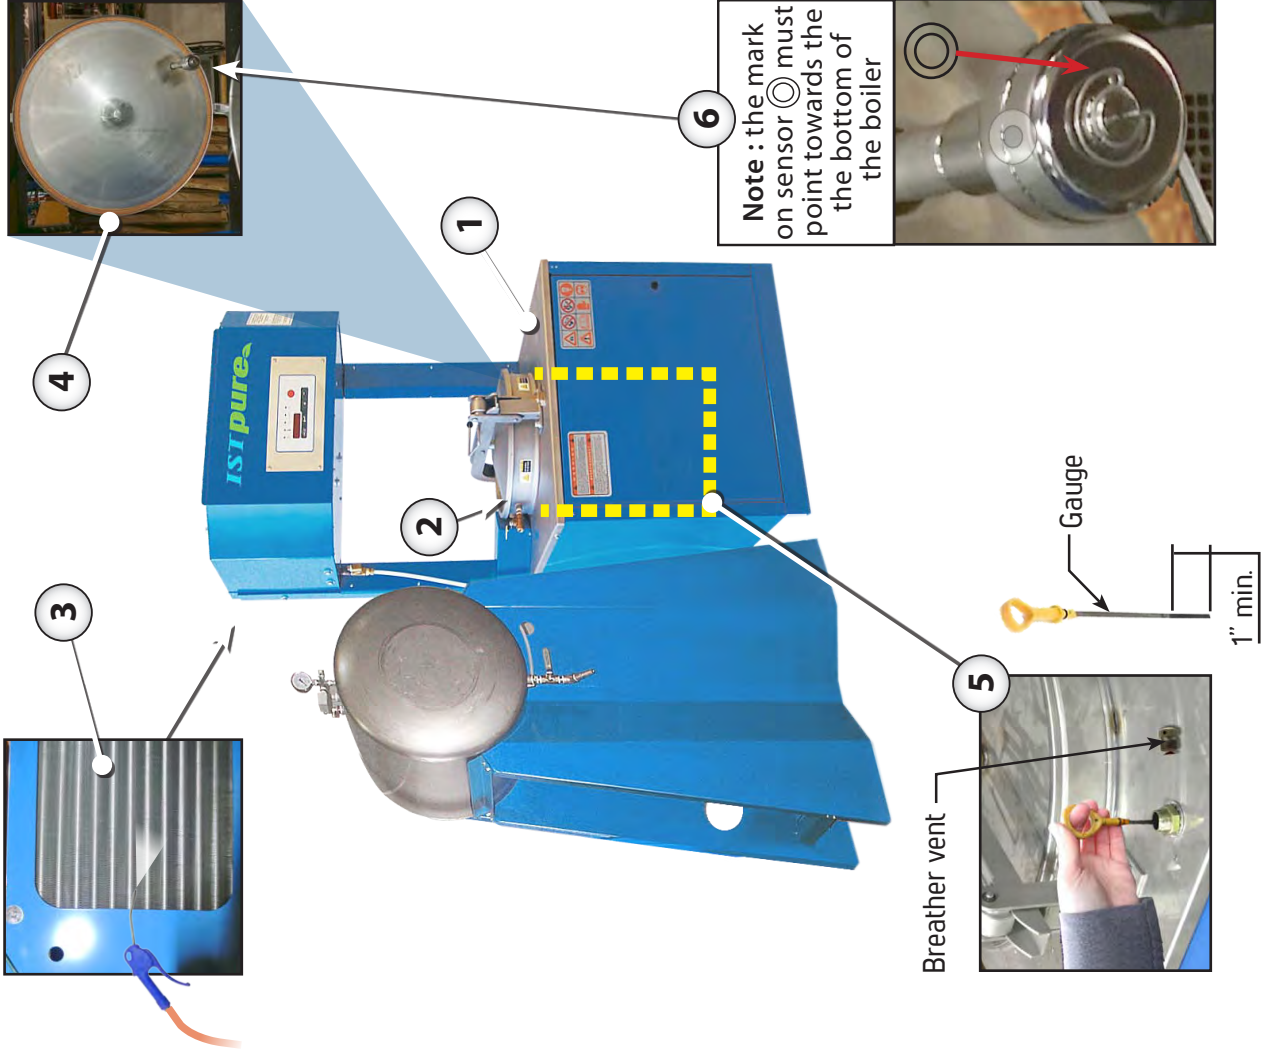 3
4
ISTpure
2
1
6
Note : the mark
on sensor ◎ must
point towards the
the bottom of
the boiler
5
Breather vent
Gauge
1” min.